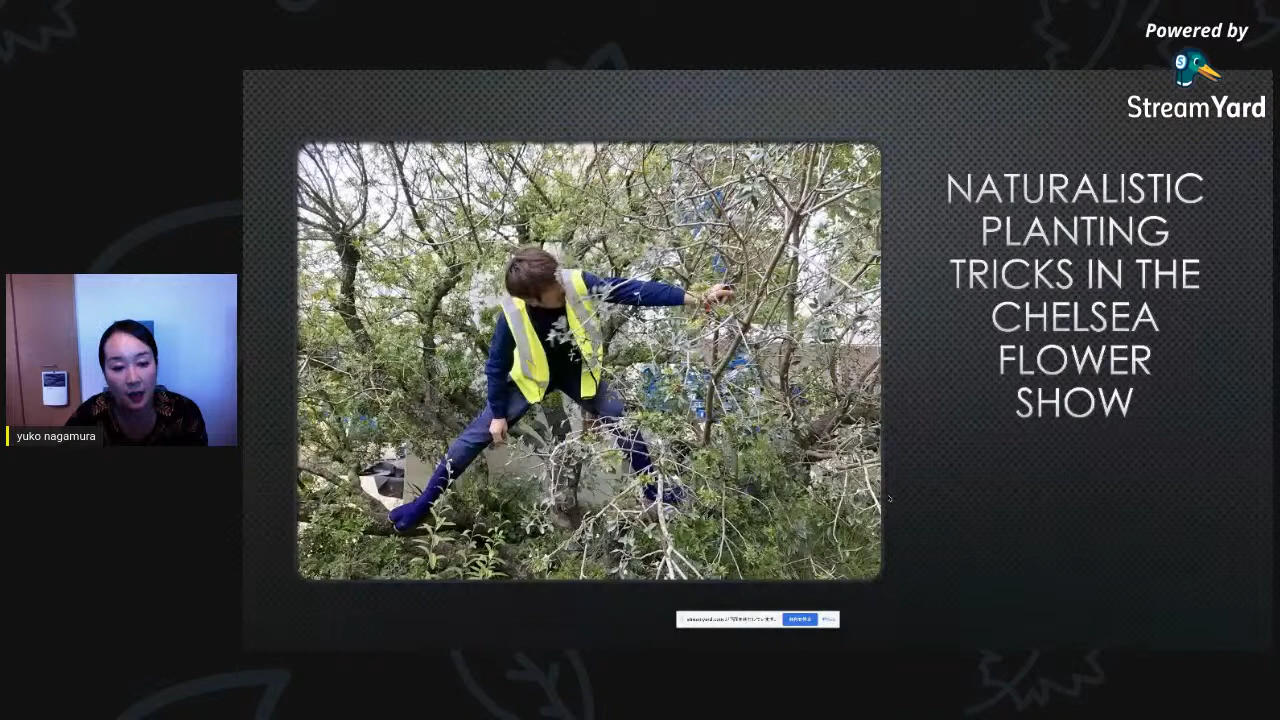 Powered by
StreamYard
NATURALISTIC
PLANTING
TRICKS IN THE
CHELSEA
FLOWER
SHOW
yuko nagamura